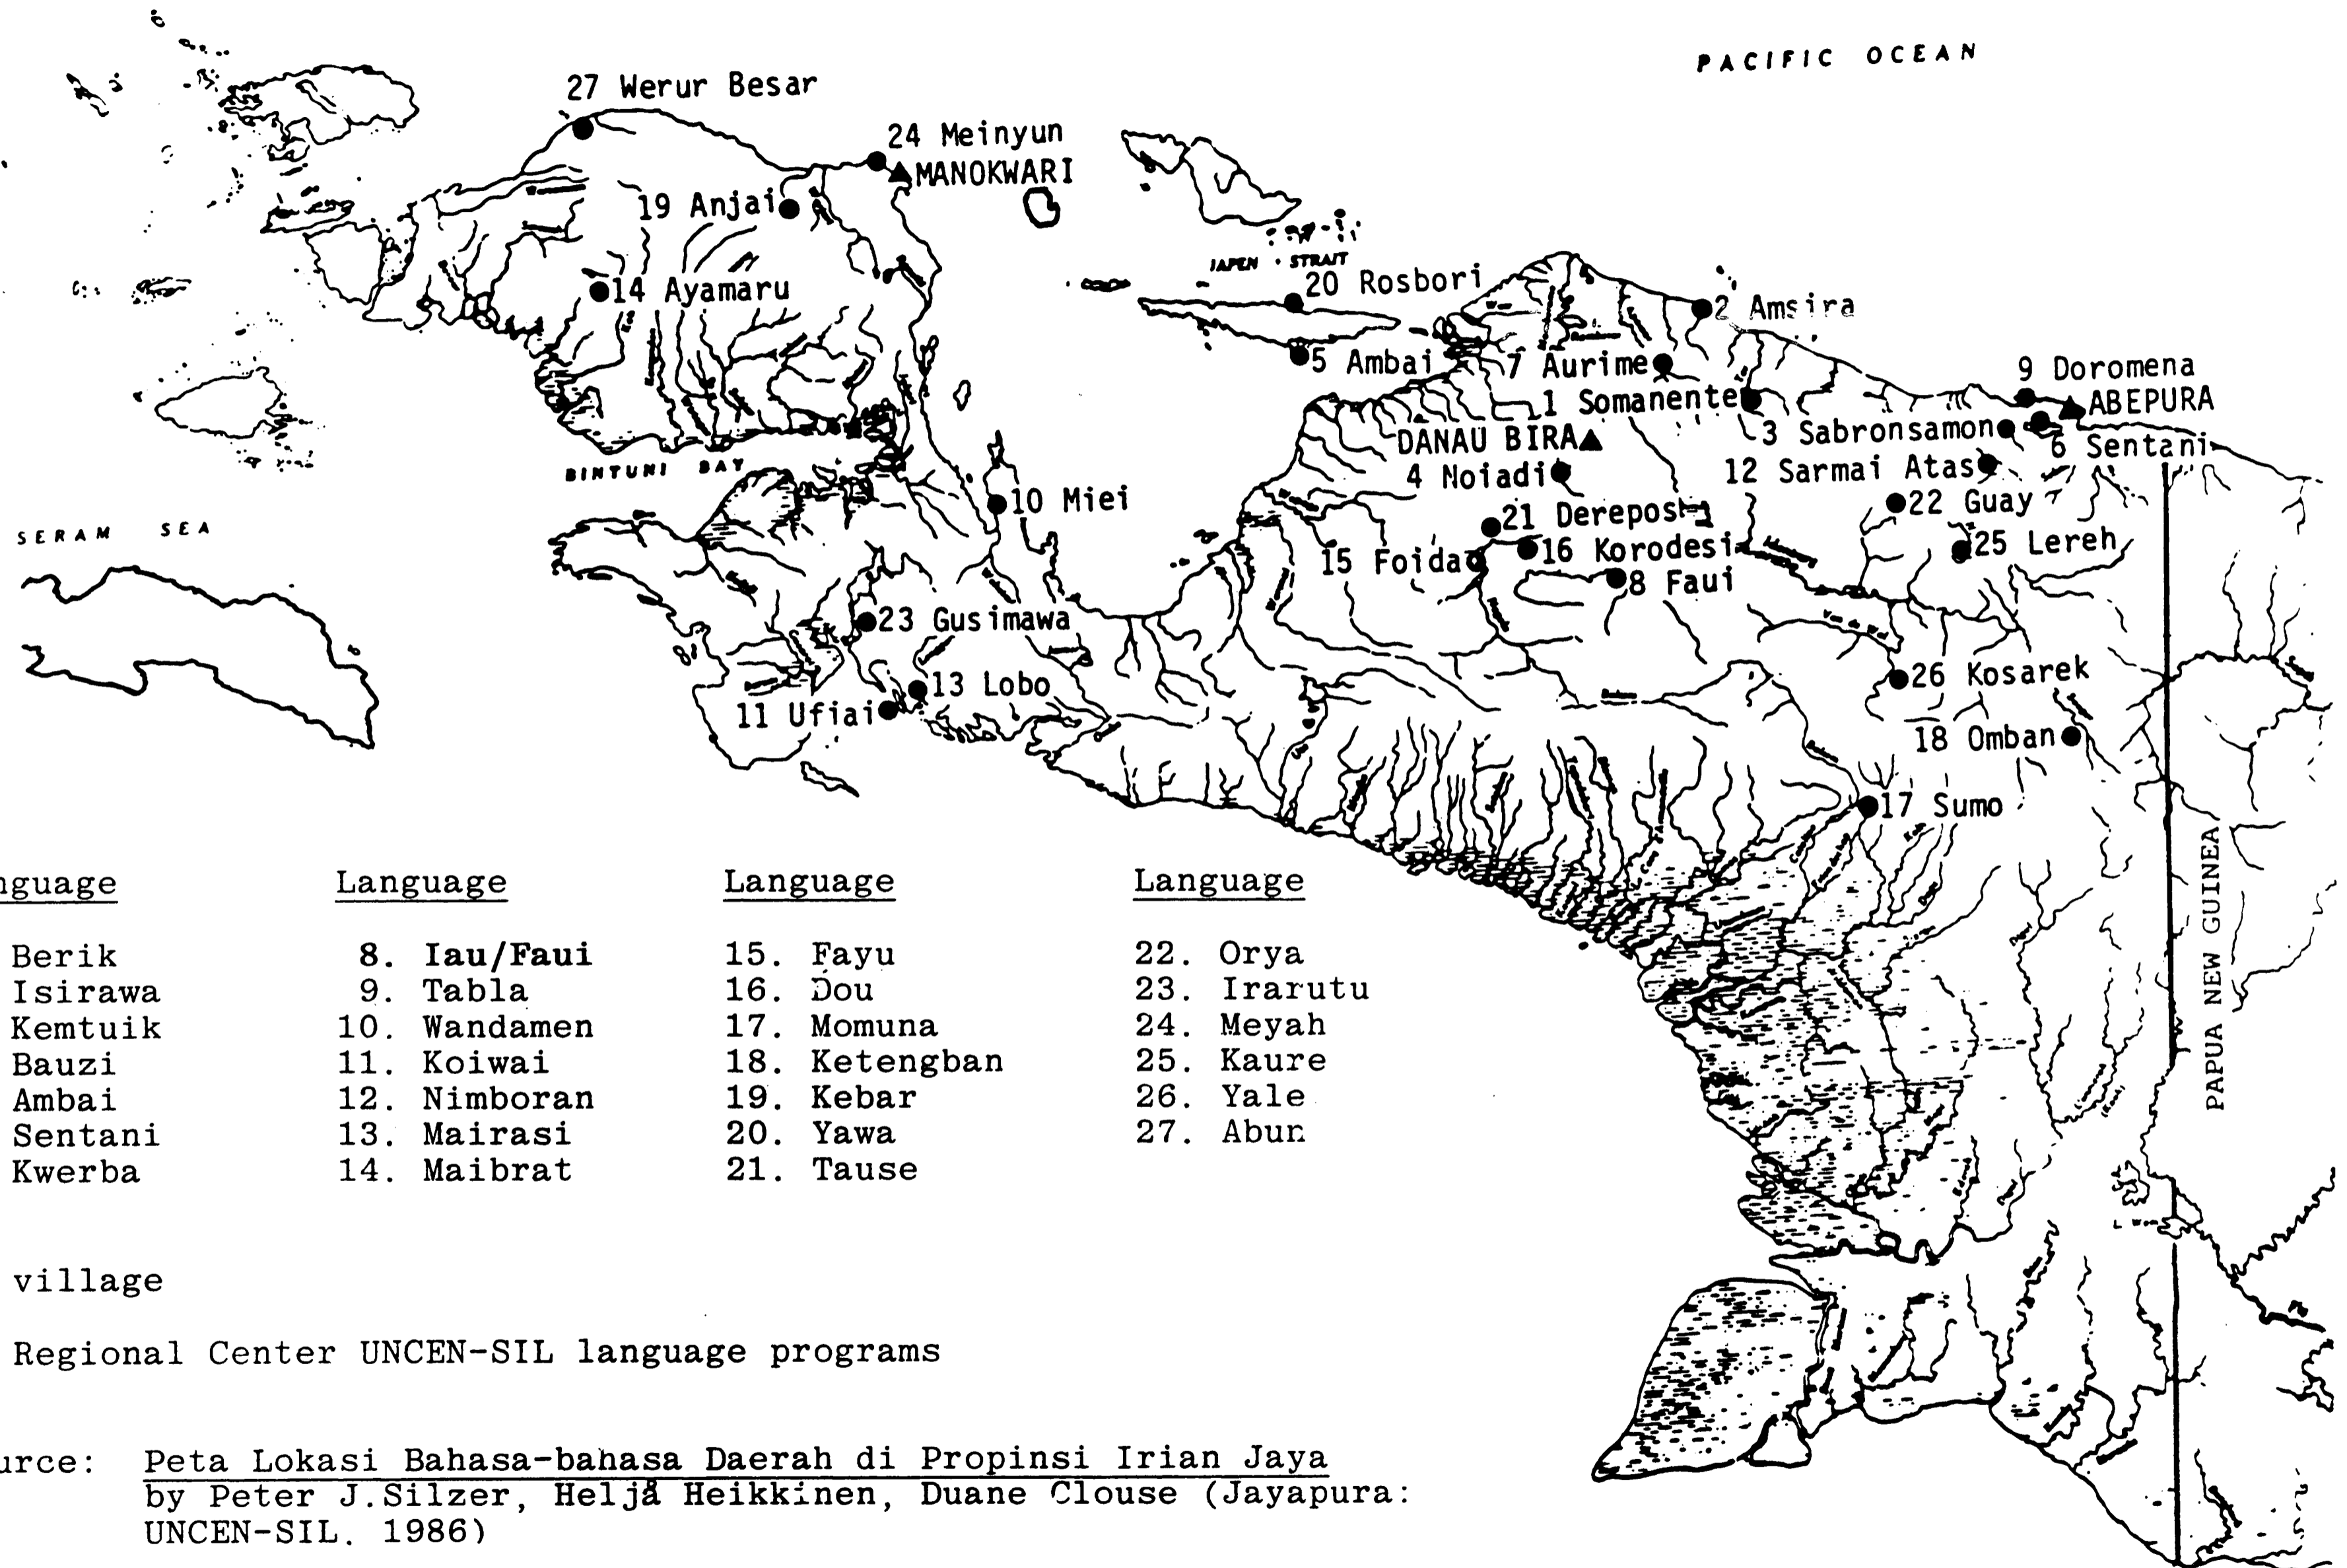 PACIFIC OCEAN
27 Werur Besar
24 Meinyun
MANOKWARI
19 Anjai
14 Ayamaru
JAPEN STRAIT
20 Rosbori
2 Amsira
5 Ambai
7 Aurime
9 Doromena
1 Somanente
ABEPURA
DANAU BIRA
3 Sabronsamon
6 Sentani
4 Noiadi
12 Sarmai Atas
BINTUNI BAY
10 Miei
22 Guay
21 Derepos
SERAM SEA
15 Foida
16 Korodesi
25 Lereh
8 Faui
23 Gusimawa
13 Lobo
26 Kosarek
11 Ufiai
18 Omban
17 Sumo
PAPUA NEW GUINEA
nguage Language Language Language
Berik 8. Iau/Faui 15. Fayu 22. Orya
Isirawa 9. Tabla 16. Dou 23. Irarutu
Kemtuik 10. Wandamen 17. Momuna 24. Meyah
Bauzi 11. Koiwai 18. Ketengban 25. Kaure
Ambai 12. Nimboran 19. Kebar 26. Yale
Sentani 13. Mairasi 20. Yawa 27. Abun
Kwerba 14. Maibrat 21. Tause
village
Regional Center UNCEN-SIL language programs
urce: Peta Lokasi Bahasa-bahasa Daerah di Propinsi Irian Jaya
by Peter J.Silzer, Heljå Heikkinen, Duane Clouse (Jayapura:
UNCEN-SIL. 1986)